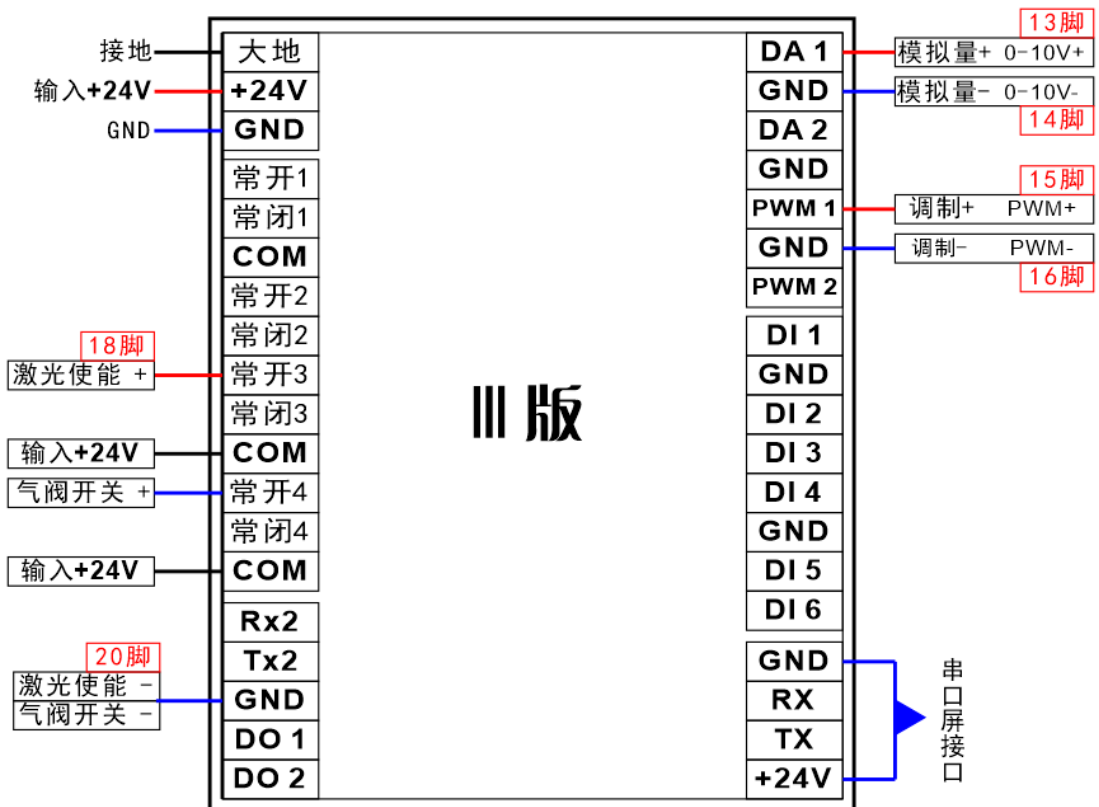 接地
输入+24V
GND
大地
+24V
GND
常开1
常闭1
COM
常开2
常闭2
18脚
激光使能 +
常开3
常闭3
输入+24V
COM
气阀开关 +
常开4
常闭4
输入+24V
COM
Rx2
20脚
Tx2
激光使能 -
气阀开关 -
GND
DO 1
DO 2
III 版
DA 1
13脚
模拟量+ 0-10V+
GND
模拟量- 0-10V-
14脚
DA 2
GND
15脚
PWM 1
调制+ PWM+
GND
调制- PWM-
16脚
PWM 2
DI 1
GND
DI 2
DI 3
DI 4
GND
DI 5
DI 6
GND
RX
TX
+24V
串口屏接口